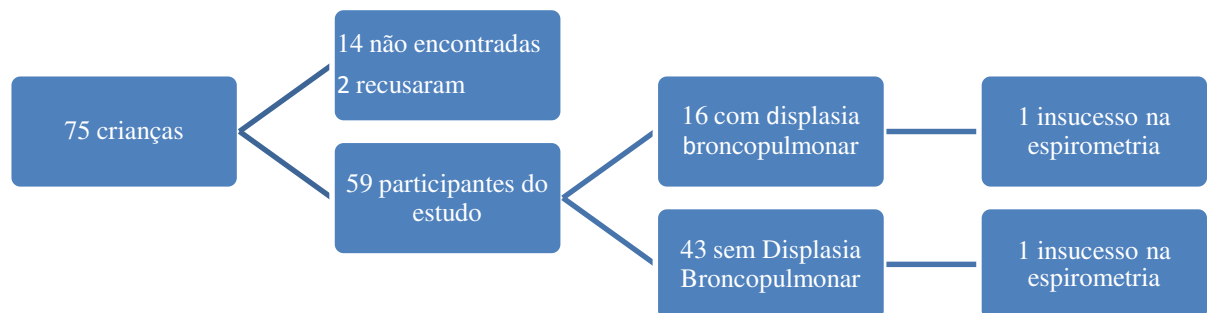 75 crianças
14 não encontradas
2 recusaram
59 participantes do
estudo
16 com displasia
broncopulmonar
1 insucesso na
espirometria
43 sem Displasia
Broncopulmonar
1 insucesso na
espirometria